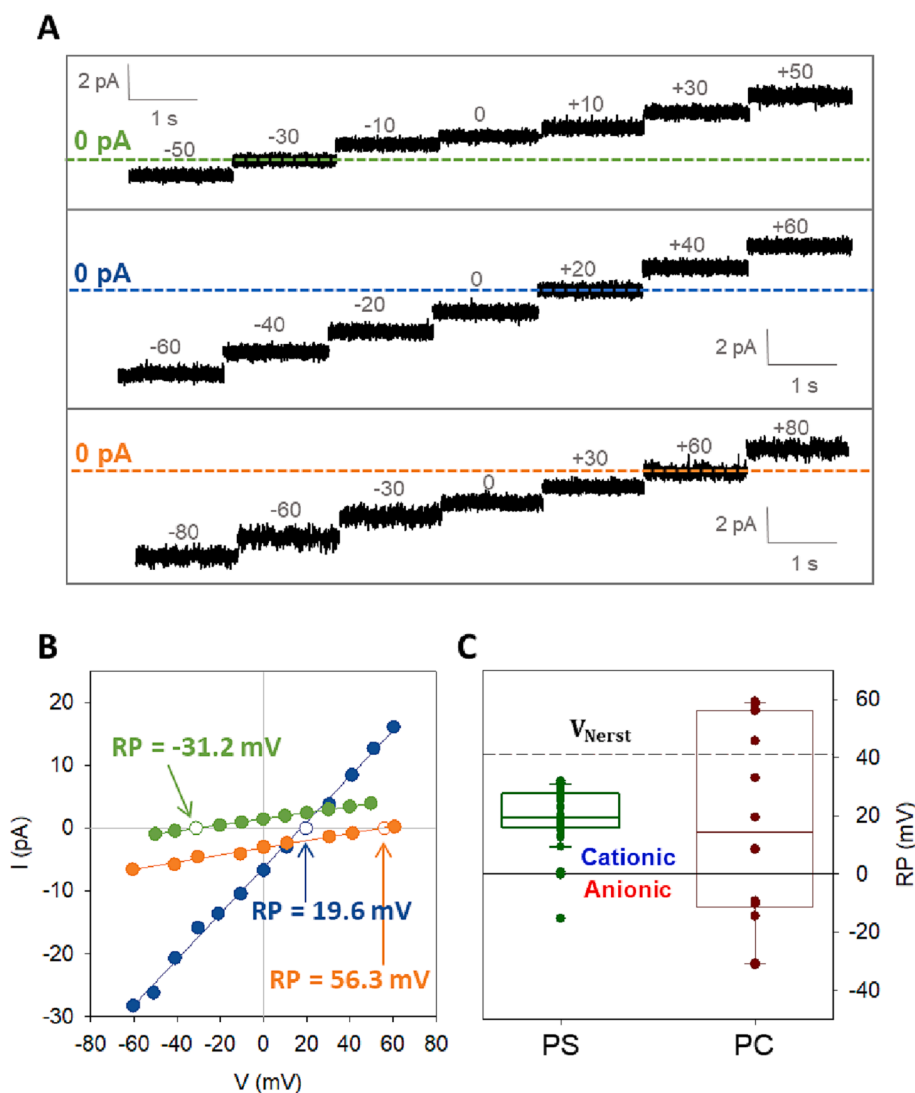 A
2 pA
1 s
0 pA
-50
-30
-10
0
+10
+30
+50
0 pA
-60
-40
-20
0
+20
+40
+60
2 pA
1 s
0 pA
-80
-60
-30
0
+30
+60
+80
2 pA
1 s
B
I (pA)
20
10
0
-10
-20
-30
-80 -60 -40 -20 0 20 40 60 80
V (mV)
RP = -31.2 mV
RP = 19.6 mV
RP = 56.3 mV
C
V_Nerst
Cationic
Anionic
60
40
20
0
-20
-40
RP (mV)
PS PC